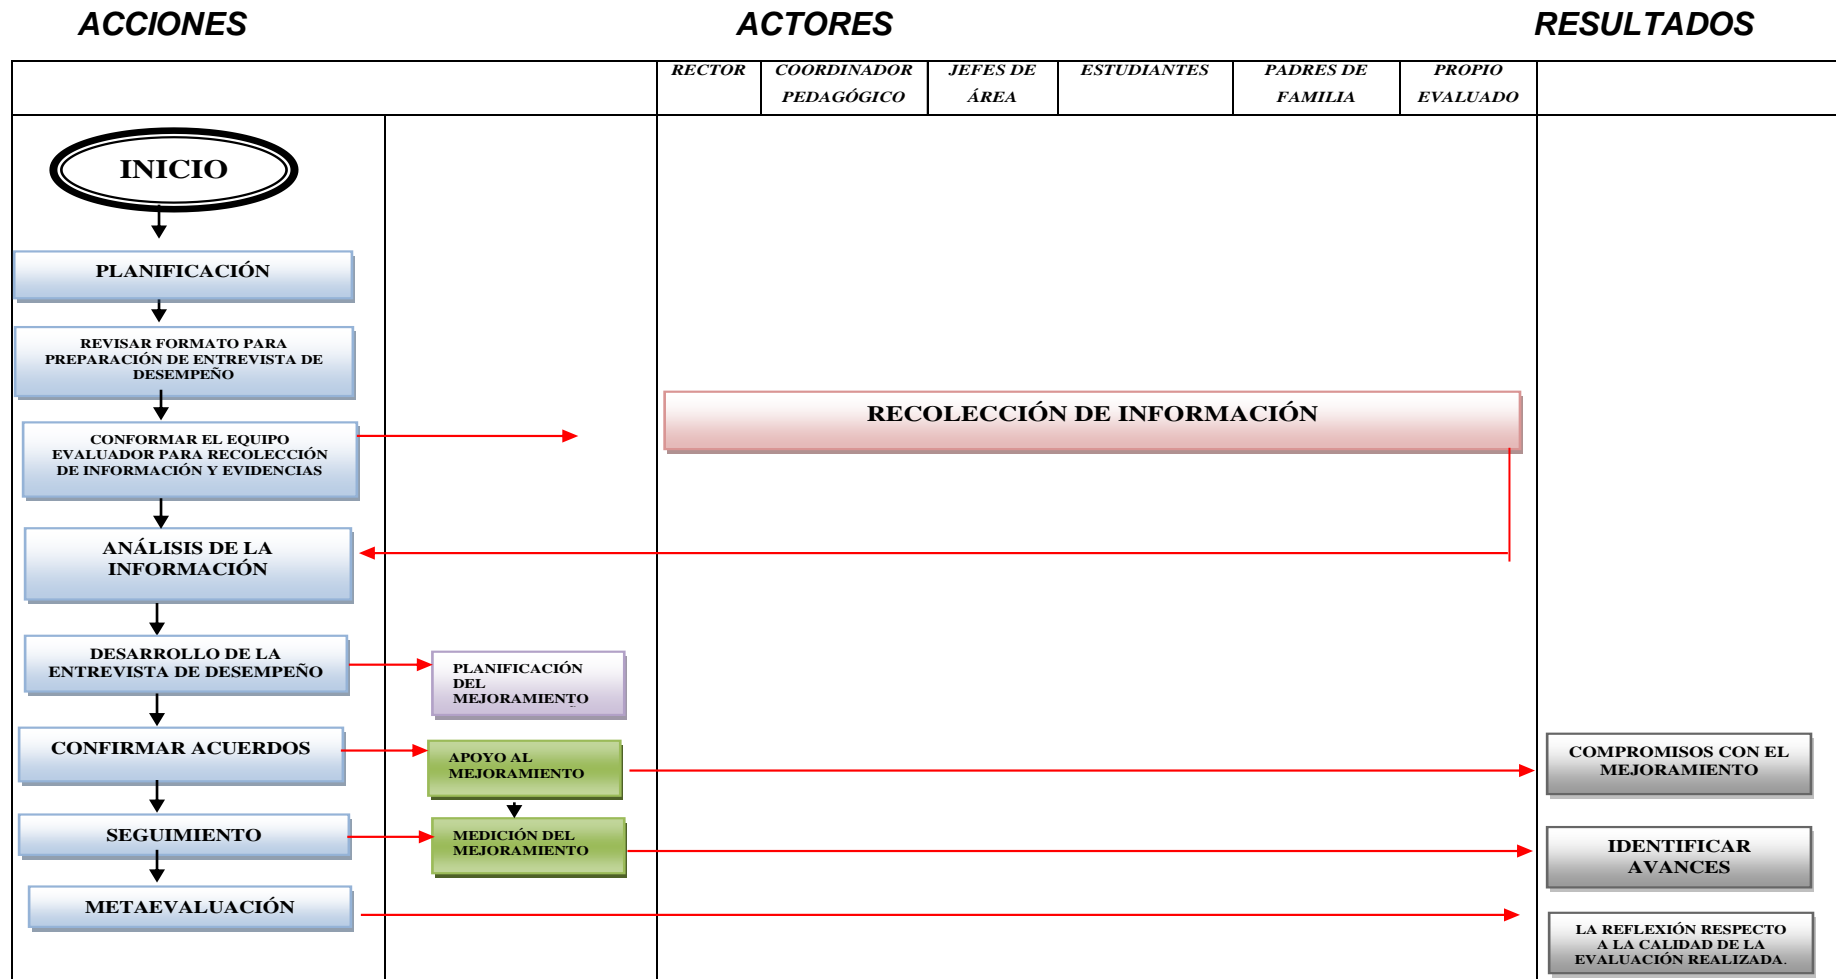 ACCIONES ACTORES RESULTADOS
RECTOR COORDINADOR JEFES DE ESTUDIANTES PADRES DE PROPIO
PEDAGÓGICO ÁREA FAMILIA EVALUADO
INICIO
PLANIFICACIÓN
REVISAR FORMATO PARA
PREPARACIÓN DE ENTREVISTA DE
DESEMPEÑO
RECOLECCIÓN DE INFORMACIÓN
CONFORMAR EL EQUIPO
EVALUADOR PARA RECOLECCIÓN
DE INFORMACIÓN Y EVIDENCIAS
ANÁLISIS DE LA
INFORMACIÓN
DESARROLLO DE LA
ENTREVISTA DE DESEMPEÑO
PLANIFICACIÓN
DEL
MEJORAMIENTO
CONFIRMAR ACUERDOS
APOYO AL
MEJORAMIENTO
COMPROMISOS CON EL
MEJORAMIENTO
SEGUIMIENTO
MEDICIÓN DEL
MEJORAMIENTO
IDENTIFICAR
AVANCES
METAEVALUACIÓN
LA REFLEXIÓN RESPECTO
A LA CALIDAD DE LA
EVALUACIÓN REALIZADA.